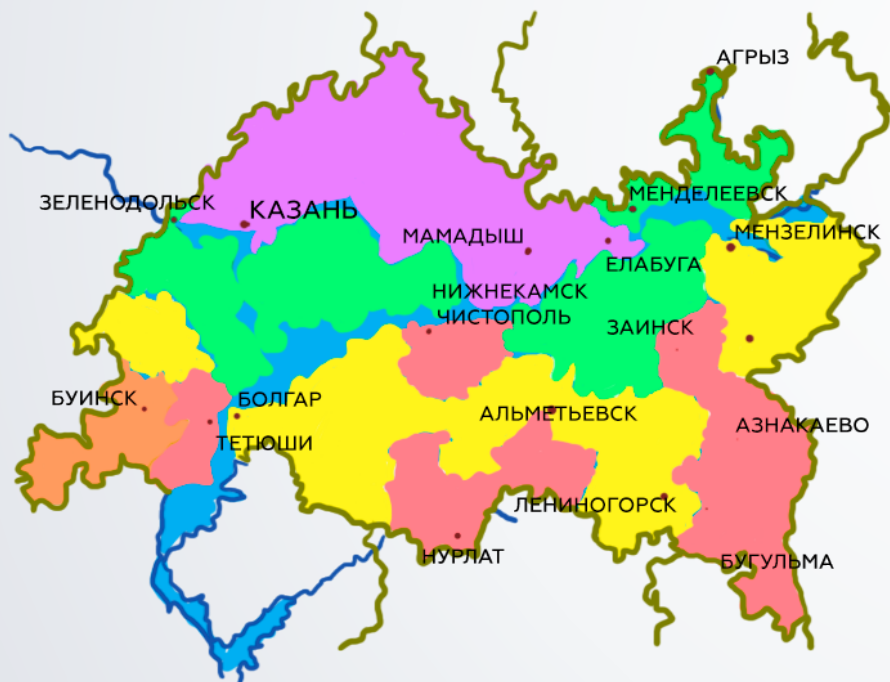 АГРЫЗ
МЕНДЕЛЕЕВСК
ЗЕЛЕНОДОЛЬСК
КАЗАНЬ
МАМАДЫШ
МЕНЗЕЛИНСК
ЕЛАБУГА
НИЖНЕКАМСК
ЧИСТОПОЛЬ
ЗАИНСК
БУИНСК
БОЛГАР
АЛЬМЕТЬЕВСК
АЗНАКАЕВО
ТЕТЮШИ
ЛЕНИНОГОРСК
НУРЛАТ
БУГУЛЬМА